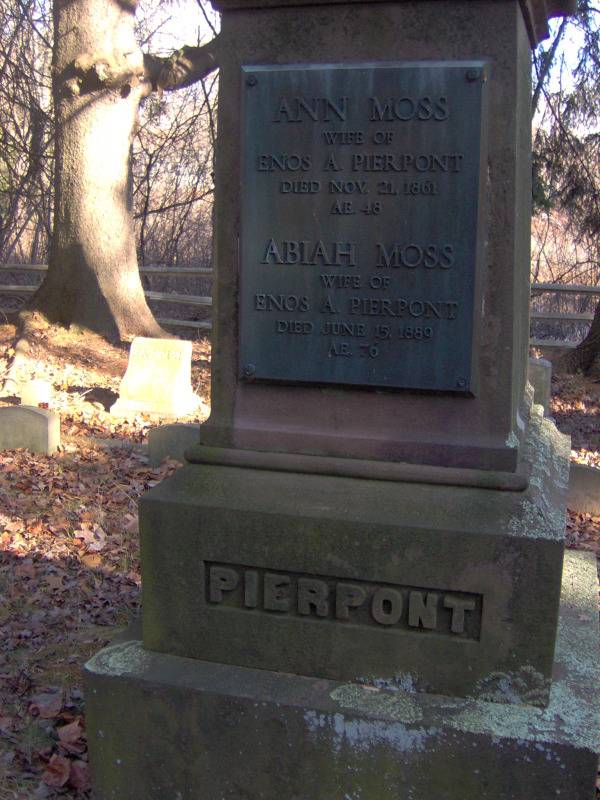 ANN MOSS
WIFE OF
ENOS A. PIERPONT
DIED NOV. 21, 1861
AE. 48
ABIAH MOSS
WIFE OF
ENOS A. PIERPONT
DIED JUNE 15, 1889
AE. 76
PIERPONT